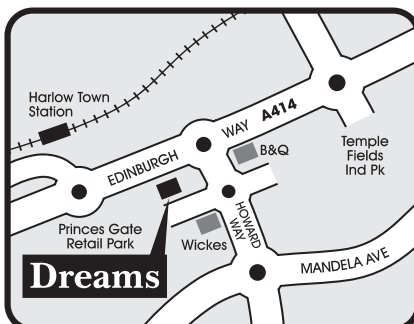 Harlow Town
Station
EDINBURGH WAY A414
B&Q
Temple
Fields
Ind Pk
Princes Gate
Retail Park
Wickes
HOWARD
WAY
MANDELA AVE
Dreams